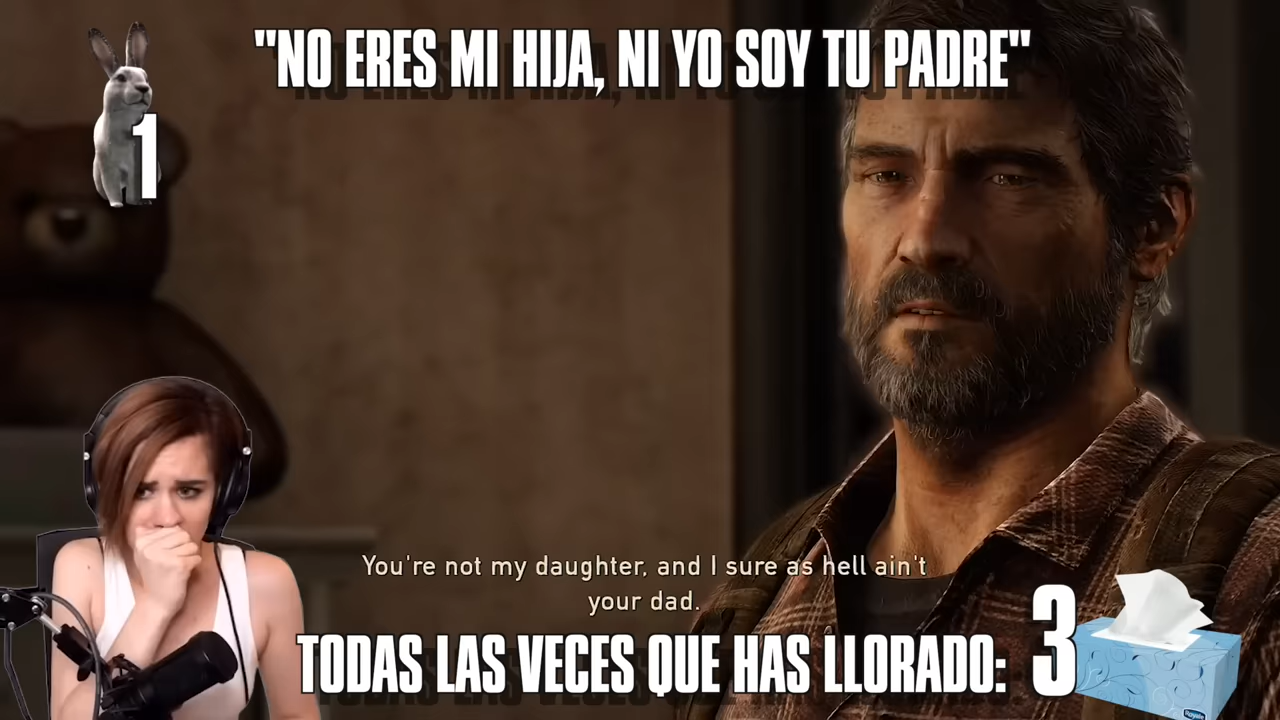 "NO ERES MI HIJA, NI YO SOY TU PADRE"
1
You're not my daughter, and I sure as hell ain't
your dad.
TODAS LAS VECES QUE HAS LLORADO: 3
Royale